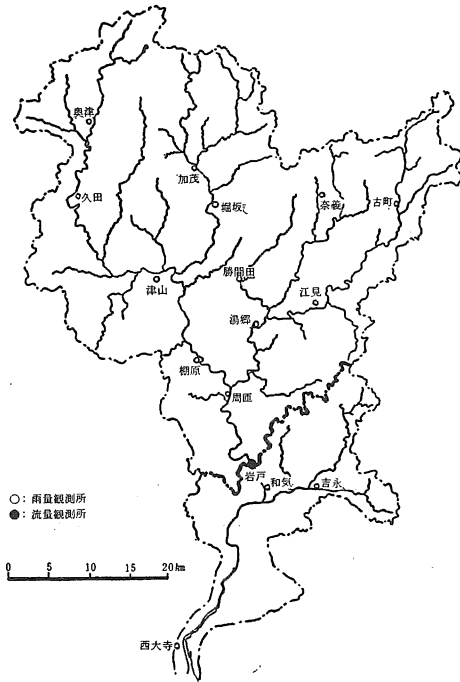 奥津
加茂
久田
堀坂
奈義
古町
勝間田
津山
江見
湯郷
棚原
周匝
岩戸
和気
吉永
○：雨量観測所
●：流量観測所
0 5 10 20km
西大寺